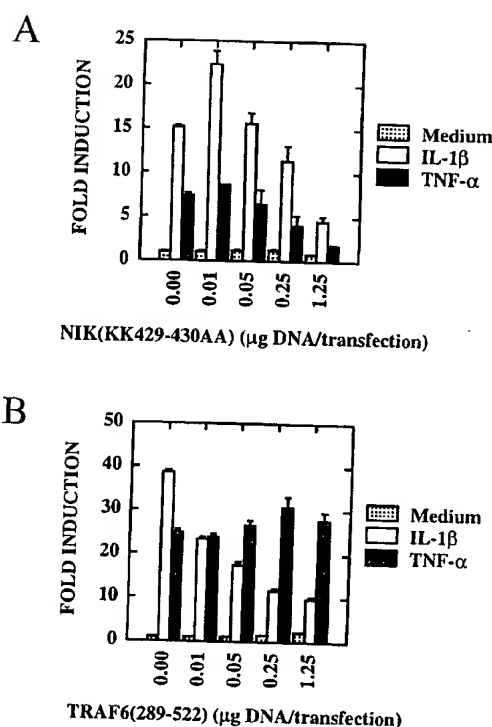 A
FOLD INDUCTION
25
20
15
10
5
0
0.00
0.01
0.05
0.25
1.25
NIK(KK429-430AA) (µg DNA/transfection)
Medium
IL-1β
TNF-α
B
FOLD INDUCTION
50
40
30
20
10
0
0.00
0.01
0.05
0.25
1.25
TRAF6(289-522) (µg DNA/transfection)
Medium
IL-1β
TNF-α